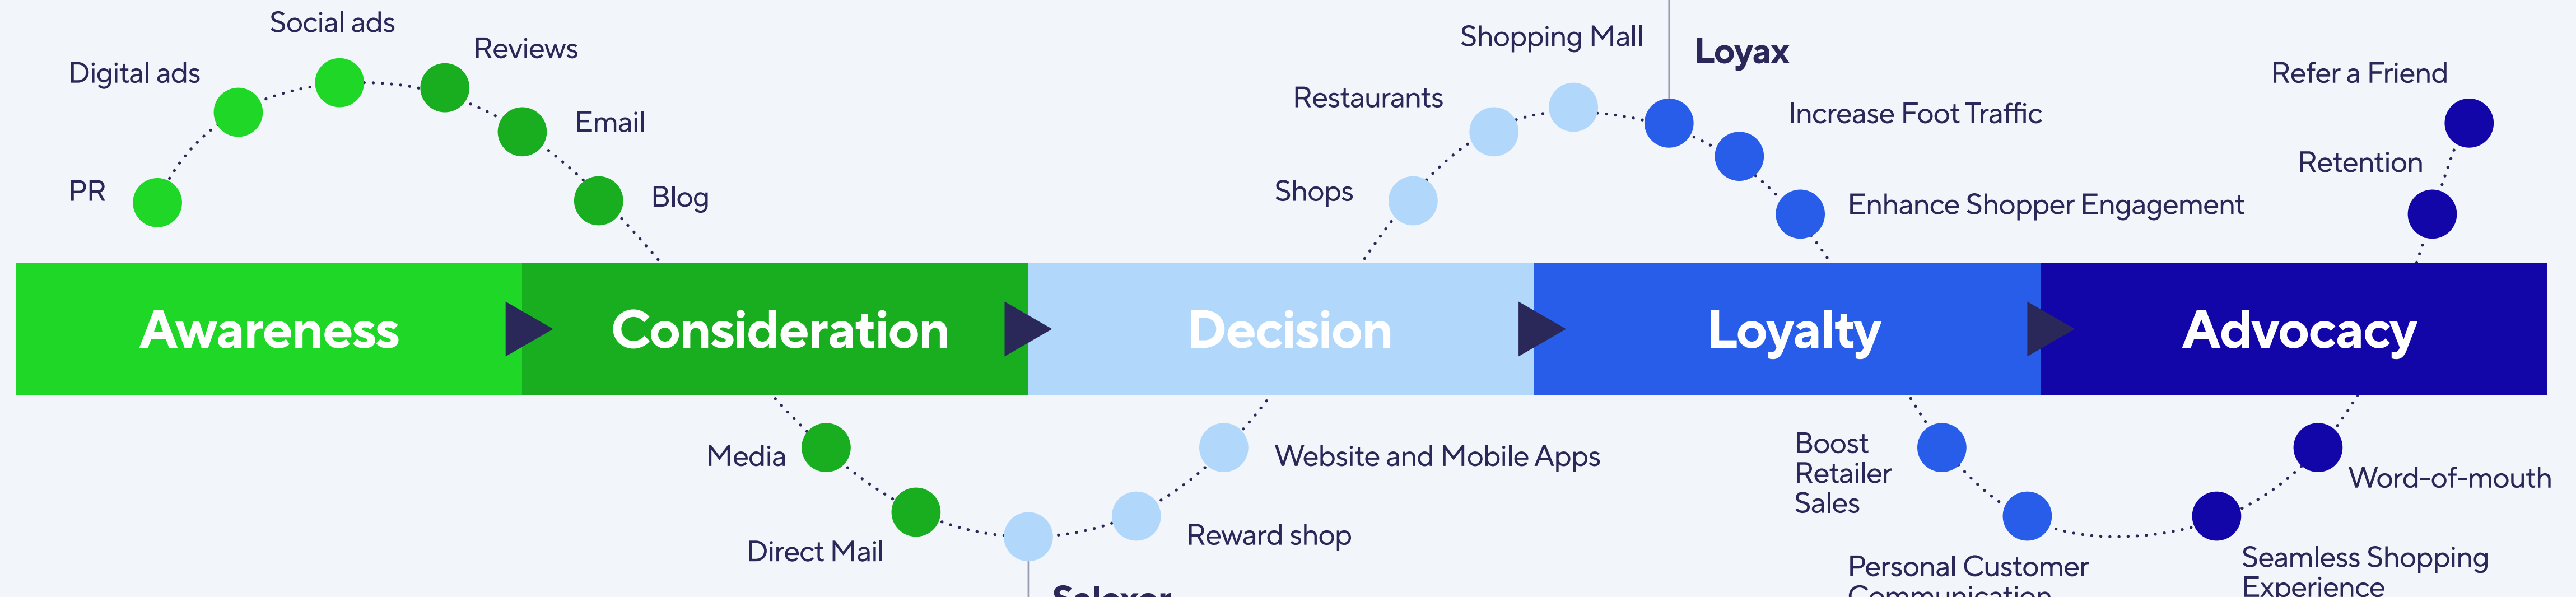 Social ads
Reviews
Digital ads
Email
PR
Blog
Shopping Mall
Loyax
Restaurants
Increase Foot Traffic
Shops
Enhance Shopper Engagement
Refer a Friend
Retention
Awareness
Consideration
Decision
Loyalty
Advocacy
Media
Direct Mail
Website and Mobile Apps
Reward shop
Boost
Retailer
Sales
Personal Customer
Communication
Word-of-mouth
Seamless Shopping
Experience